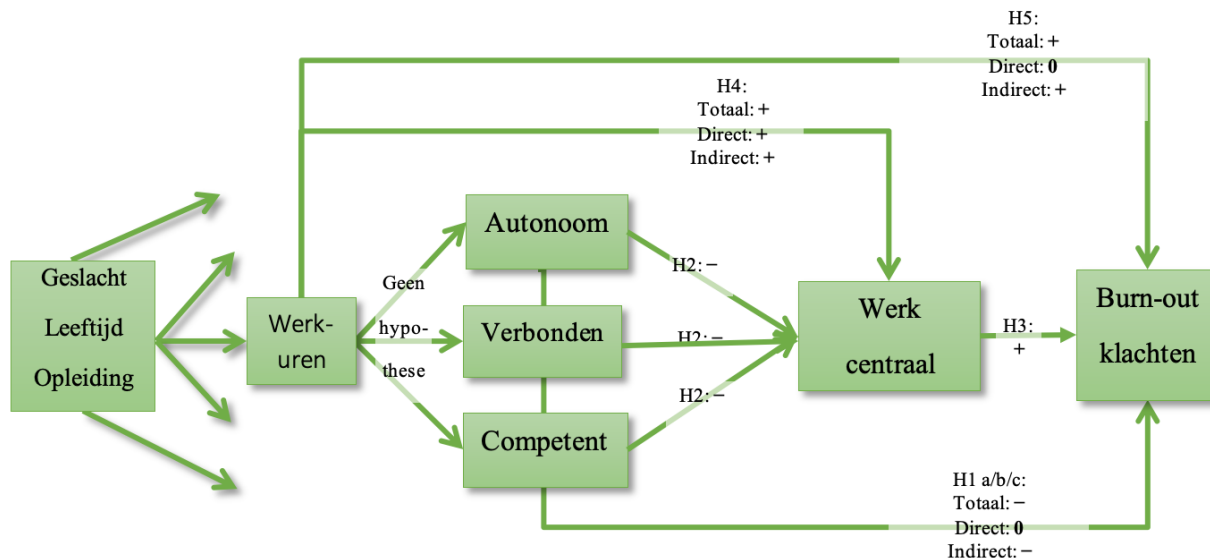 H5:
Totaal: +
Direct: 0
Indirect: +
H4:
Totaal: +
Direct: +
Indirect: +
Geslacht
Leeftijd
Opleiding
Werk-
uren
Geen
hypo-
these
Autonoom
Verbonden
Competent
H2: –
H2: –
H2: –
Werk
centraal
H3:
+
Burn-out
klachten
H1 a/b/c:
Totaal: –
Direct: 0
Indirect: –